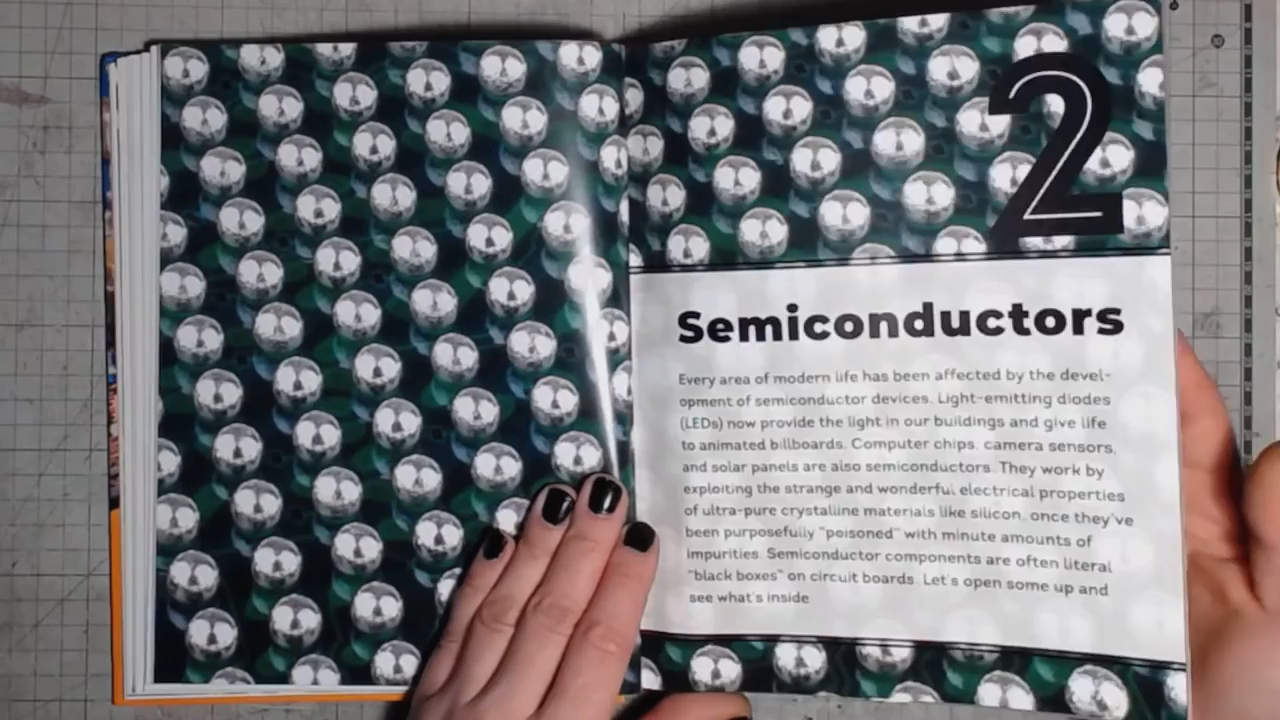 2
Semiconductors
Every area of modern life has been affected by the devel-
opment of semiconductor devices. Light-emitting diodes
(LEDs) now provide the light in our buildings and give life
to animated billboards. Computer chips, camera sensors,
and solar panels are also semiconductors. They work by
exploiting the strange and wonderful electrical properties
of ultra-pure crystalline materials like silicon, once they've
been purposefully "poisoned" with minute amounts of
impurities. Semiconductor components are often literal
"black boxes" on circuit boards. Let's open some up and
see what's inside.